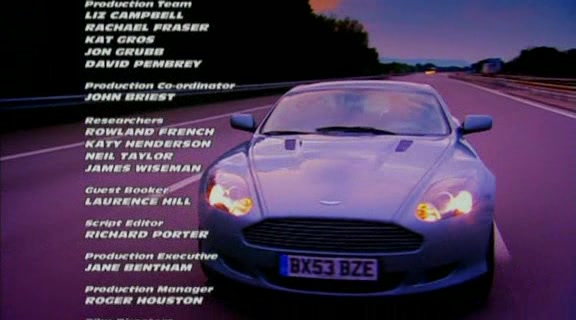 Production Team
LIZ CAMPBELL
RACHAEL FRASER
KAT GROS
JON GRUBB
DAVID PEMBREY
Production Co-ordinator
JOHN BRIEST
Researchers
ROWLAND FRENCH
KATY HENDERSON
NEIL TAYLOR
JAMES WISEMAN
Guest Booker
LAURENCE HILL
Script Editor
RICHARD PORTER
Production Executive
JANE BENTHAM
Production Manager
ROGER HOUSTON
BX53 BZE